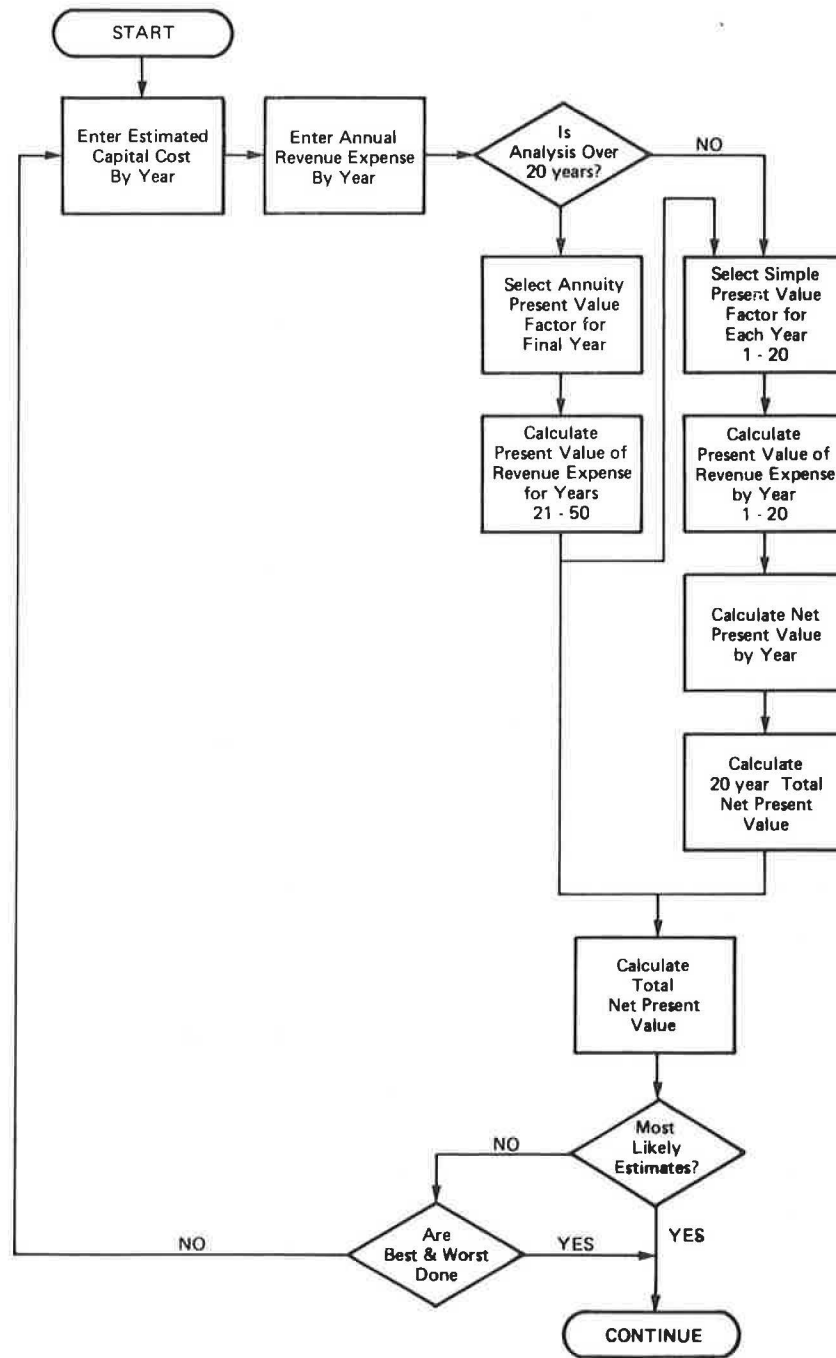 START
Enter Estimated
Capital Cost
By Year
Enter Annual
Revenue Expense
By Year
Is
Analysis Over
20 years?
NO
Select Annuity
Present Value
Factor for
Final Year
Select Simple
Present Value
Factor for
Each Year
1 - 20
Calculate
Present Value of
Revenue Expense
for Years
21 - 50
Calculate
Present Value of
Revenue Expense
by Year
1 - 20
Calculate Net
Present Value
by Year
Calculate
20 year Total
Net Present
Value
Calculate
Total
Net Present
Value
Most
Likely
Estimates?
NO
YES
Are
Best & Worst
Done
NO
YES
CONTINUE